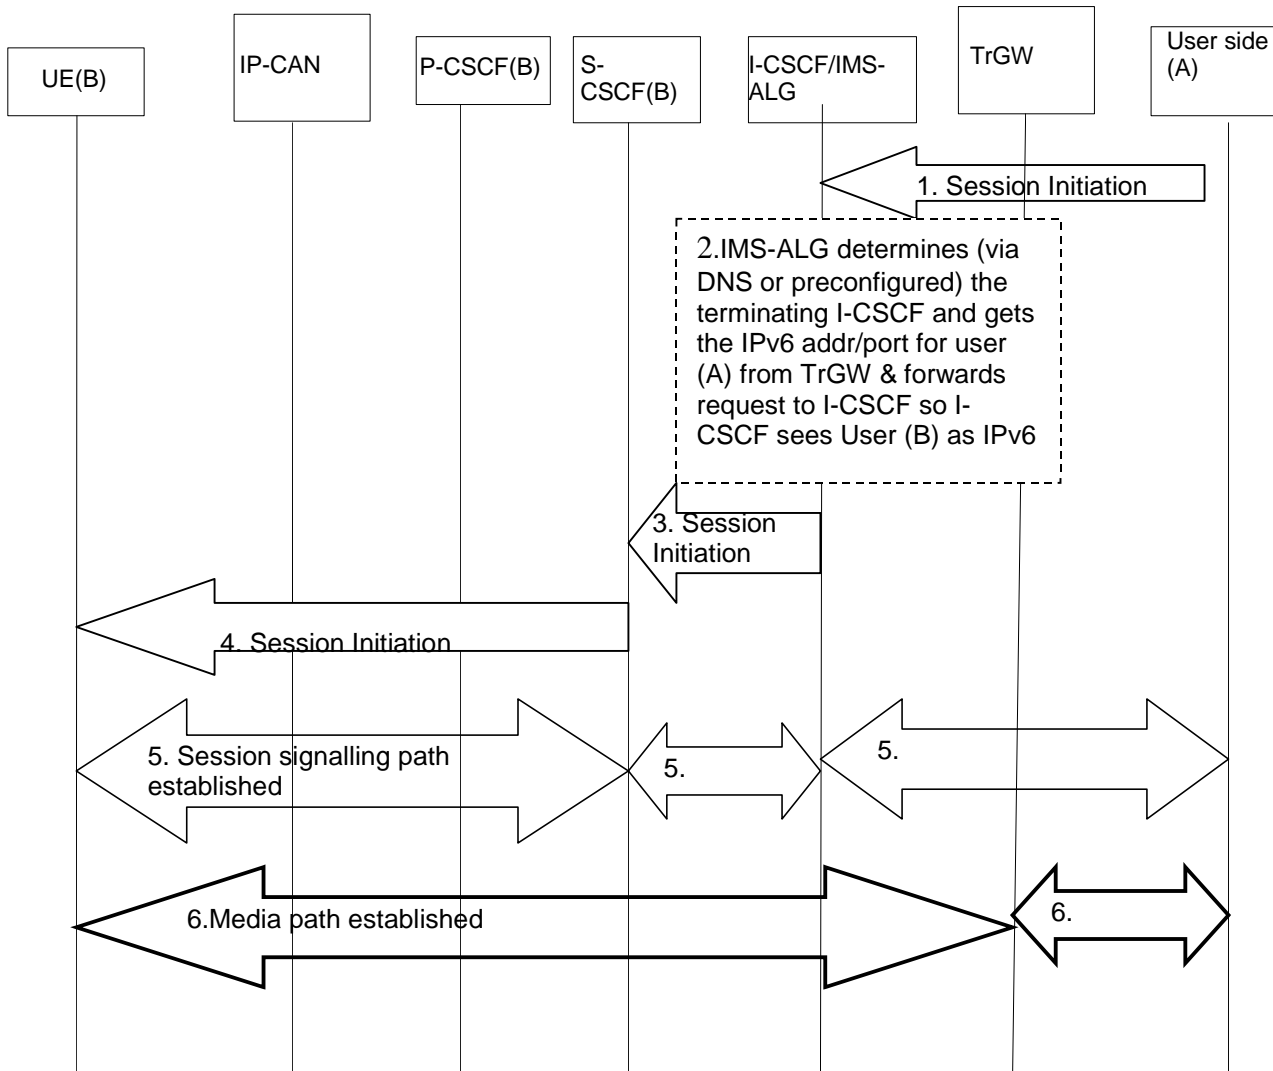 UE(B)
IP-CAN
P-CSCF(B)
S-
CSCF(B)
I-CSCF/IMS-
ALG
TrGW
User side
(A)
1. Session Initiation
2.IMS-ALG determines (via
DNS or preconfigured) the
terminating I-CSCF and gets
the IPv6 addr/port for user
(A) from TrGW & forwards
request to I-CSCF so I-
CSCF sees User (B) as IPv6
3. Session
Initiation
4. Session Initiation
5. Session signalling path
established
5.
5.
6.Media path established
6.